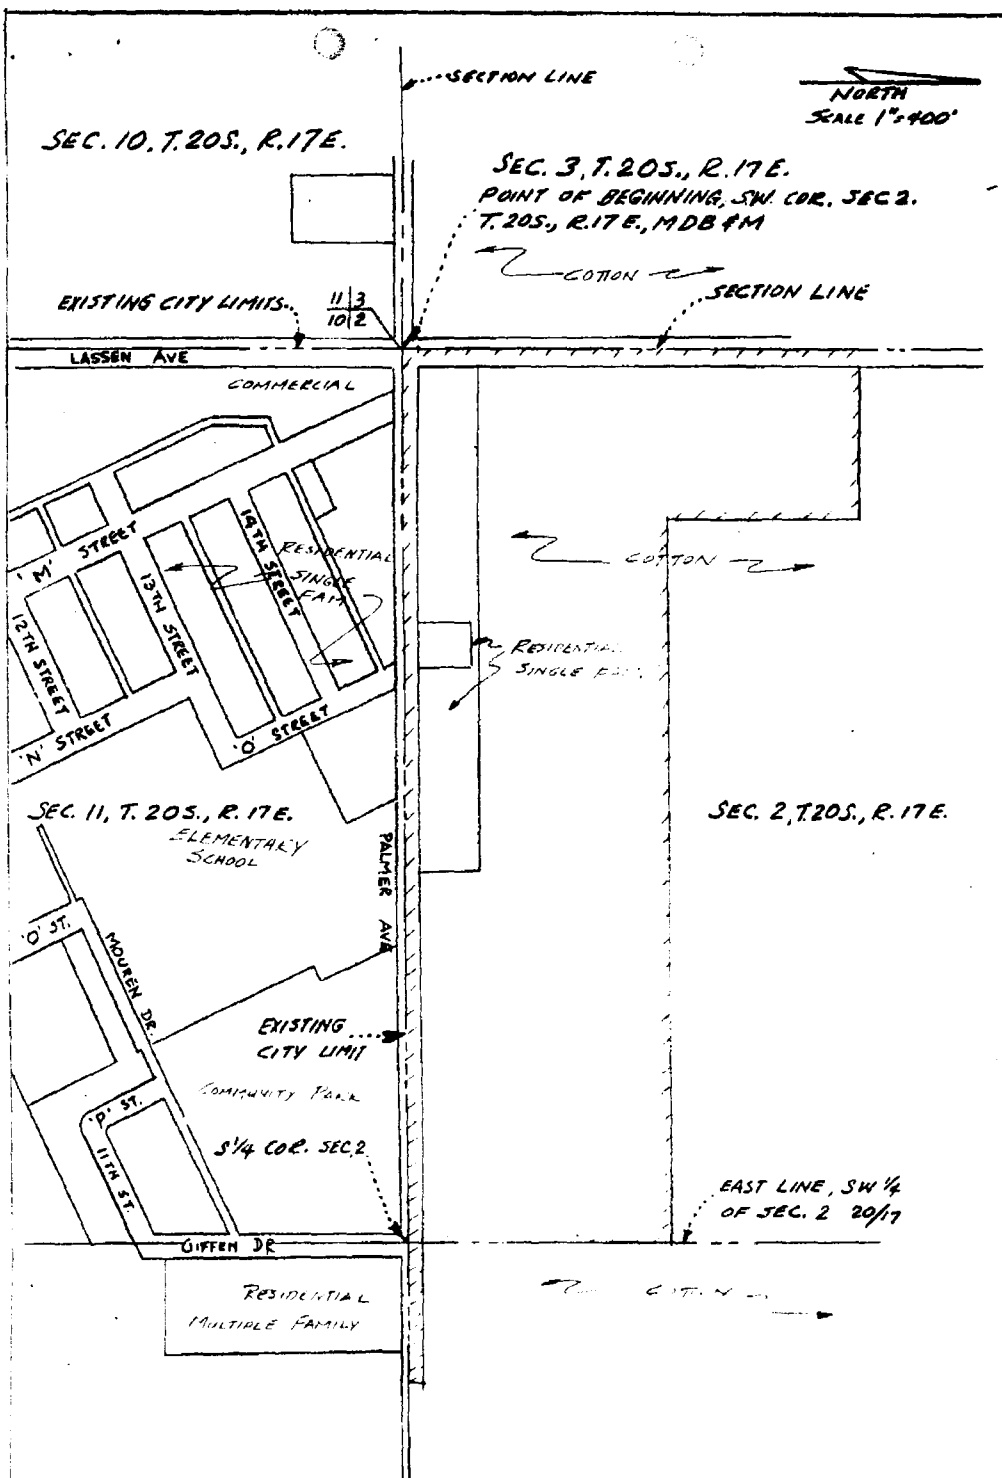 SECTION LINE
NORTH
SCALE 1"=400'
SEC. 10, T. 20S., R. 17E.
SEC. 3, T. 20S., R. 17E.
POINT OF BEGINNING, SW. COR. SEC 2.
T. 20S., R. 17E., MDB & M
COTTON
EXISTING CITY LIMITS
11 3
10 2
SECTION LINE
LASSEN AVE
COMMERCIAL
'M' STREET
14TH STREET
RESIDENTIAL
SINGLE
FAM
13TH STREET
12TH STREET
COTTON
RESIDENTIAL
SINGLE
'N' STREET
'O' STREET
SEC. 11, T. 20S., R. 17E.
ELEMENTARY
SCHOOL
SEC. 2, T.20S., R. 17E.
PALMER AVE
'O' ST.
MOUREN DR.
EXISTING
CITY LIMIT
COMMUNITY PARK
'P' ST.
11TH ST.
S 1/4 COR. SEC. 2
EAST LINE, SW 1/4
OF SEC. 2 20/17
GIFFEN DR
RESIDENTIAL
MULTIPLE FAMILY